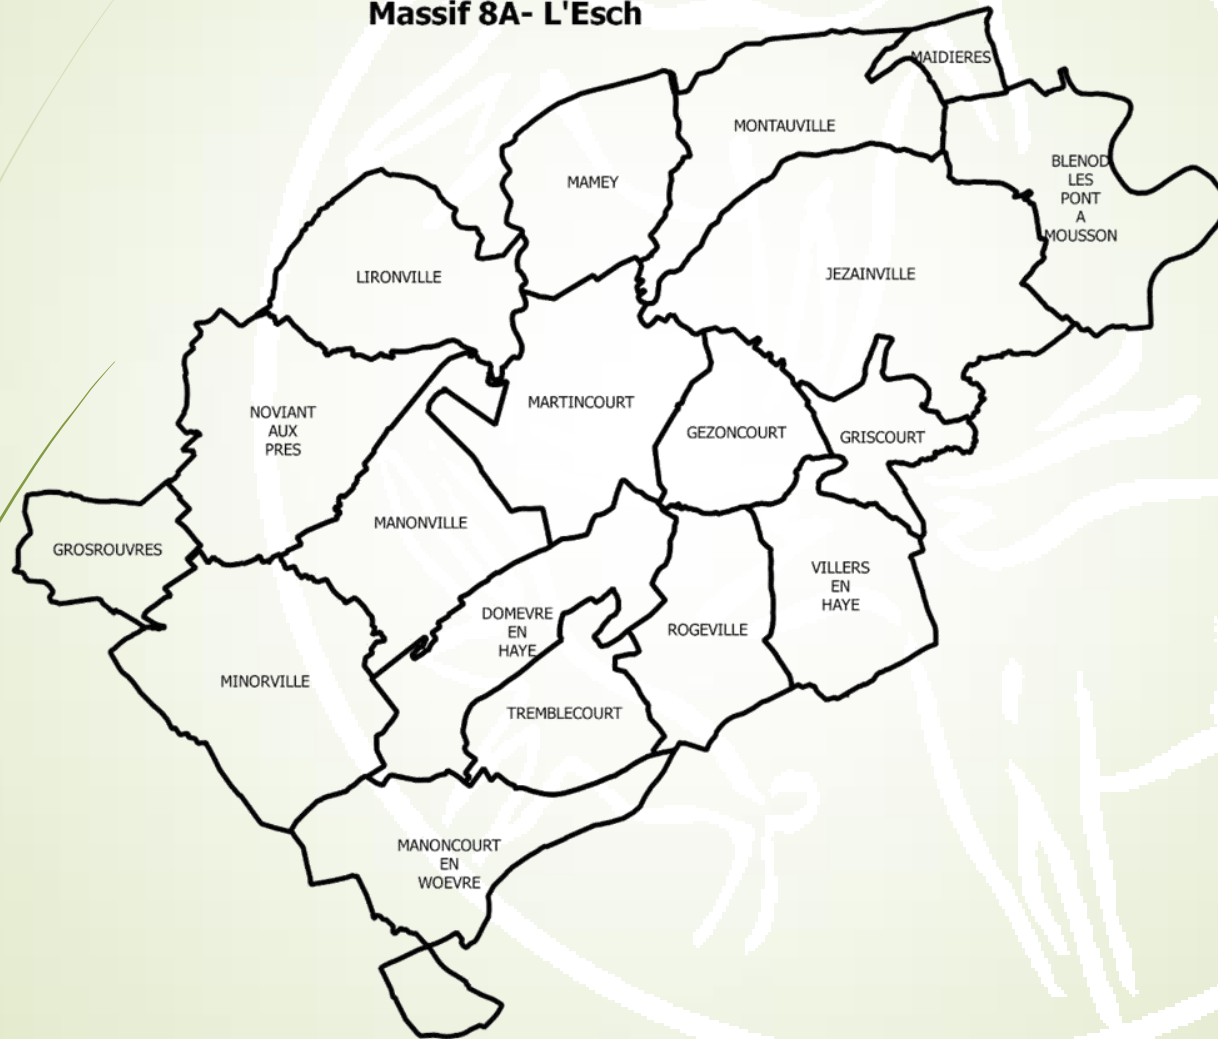 Massif 8A- L'Esch
MAIDIERES
MONTAUVILLE
BLENOD
LES
PONT
A
MOUSSON
MAMEY
LIRONVILLE
JEZAINVILLE
MARTINCOURT
NOVIANT
AUX
PRES
GEZONCOURT
GRISCOURT
MANONVILLE
GROSROUVRES
VILLERS
EN
HAYE
DOMEVRE
EN
HAYE
ROGEVILLE
MINORVILLE
TREMBLECOURT
MANONCOURT
EN
WOEVRE